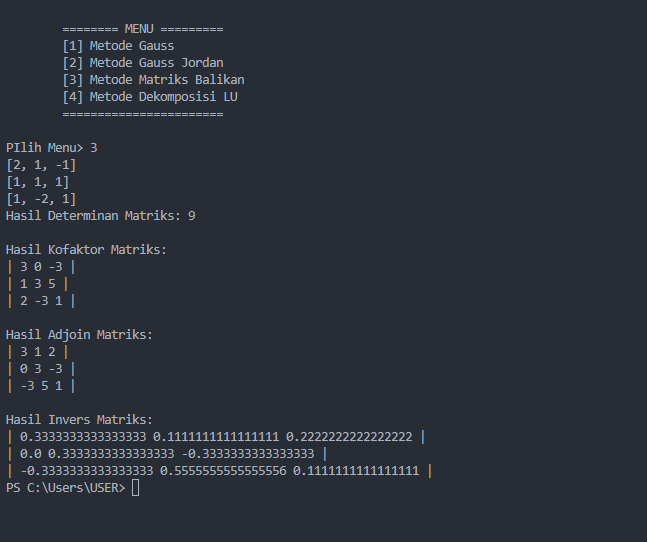 ======== MENU =========
[1] Metode Gauss
[2] Metode Gauss Jordan
[3] Metode Matriks Balikan
[4] Metode Dekomposisi LU
=======================
PIlih Menu> 3
[2, 1, -1]
[1, 1, 1]
[1, -2, 1]
Hasil Determinan Matriks: 9
Hasil Kofaktor Matriks:
| 3 0 -3 |
| 1 3 5 |
| 2 -3 1 |
Hasil Adjoin Matriks:
| 3 1 2 |
| 0 3 -3 |
| -3 5 1 |
Hasil Invers Matriks:
| 0.3333333333333333 0.1111111111111111 0.2222222222222222 |
| 0.0 0.3333333333333333 -0.3333333333333333 |
| -0.3333333333333333 0.5555555555555556 0.1111111111111111 |
PS C:\Users\USER>